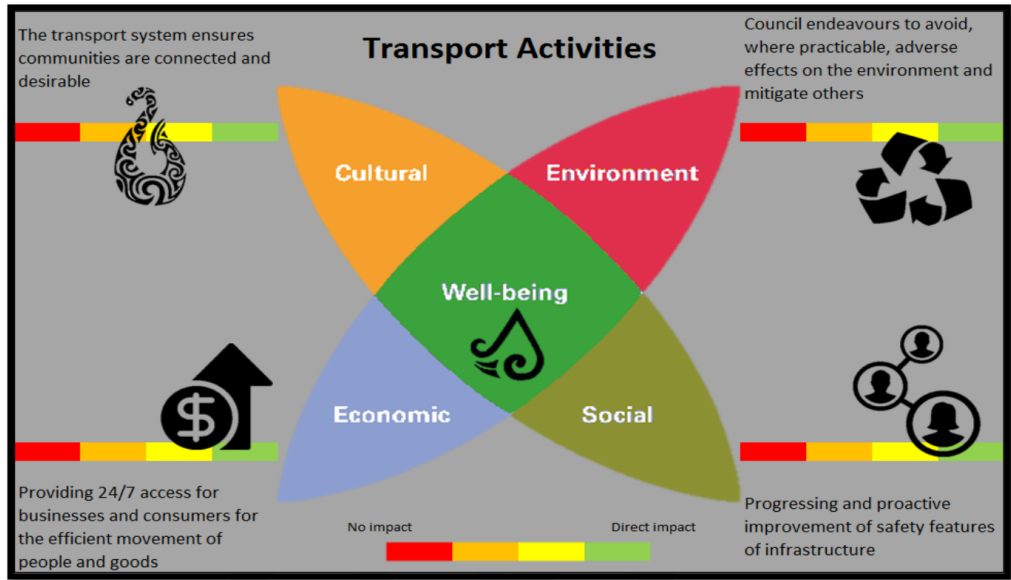 Transport Activities
The transport system ensures
communities are connected and
desirable
Council endeavours to avoid,
where practicable, adverse
effects on the environment and
mitigate others
Cultural
Environment
Well-being
Economic
Social
$
Providing 24/7 access for
businesses and consumers for
the efficient movement of
people and goods
No impact
Direct impact
Progressing and proactive
improvement of safety features
of infrastructure